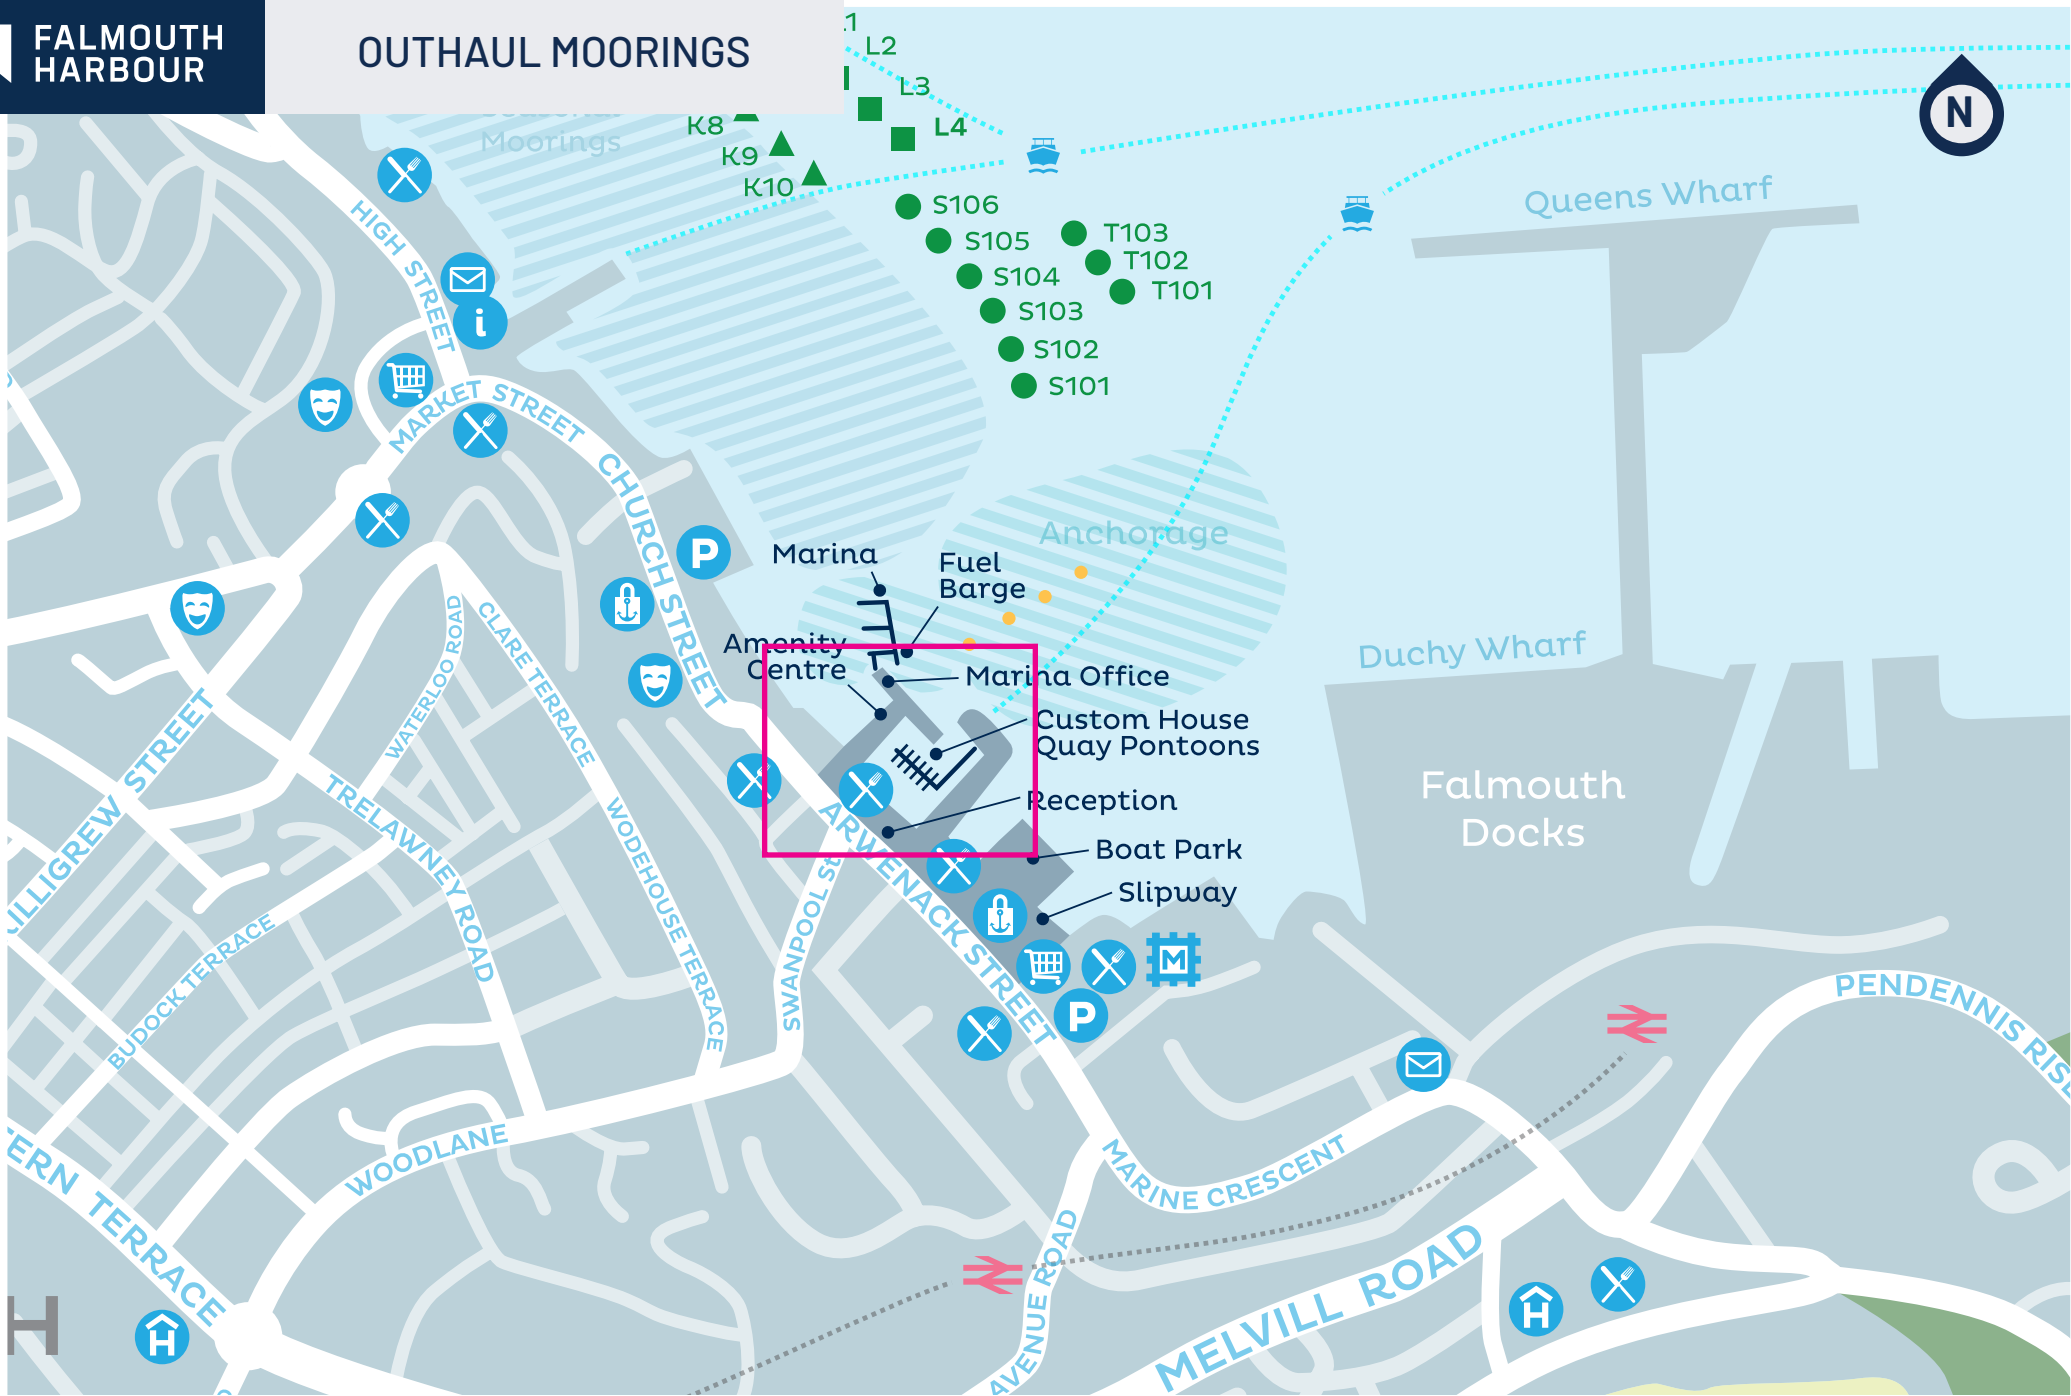 FALMOUTH
HARBOUR
OUTHAUL MOORINGS
L2
L3
L4
K8
K9
K10
Moorings
S106
S105
S104
S103
S102
S101
T103
T102
T101
N
Queens Wharf
HIGH STREET
MARKET STREET
CHURCH STREET
i
P
Anchorage
Marina
Fuel
Barge
Amenity
Centre
Marina Office
Custom House
Quay Pontoons
Reception
Boat Park
Slipway
Duchy Wharf
Falmouth
Docks
WATERLOO ROAD
CLARE TERRACE
WODEHOUSE TERRACE
TRELAWNEY ROAD
STREET
BUDOCK TERRACE
SWANPOOL St
ARWENACK STREET
M
P
PENDENNIS RISE
WOODLANE
TERRACE
MARINE CRESCENT
AVENUE ROAD
MELVILL ROAD
H
H
H